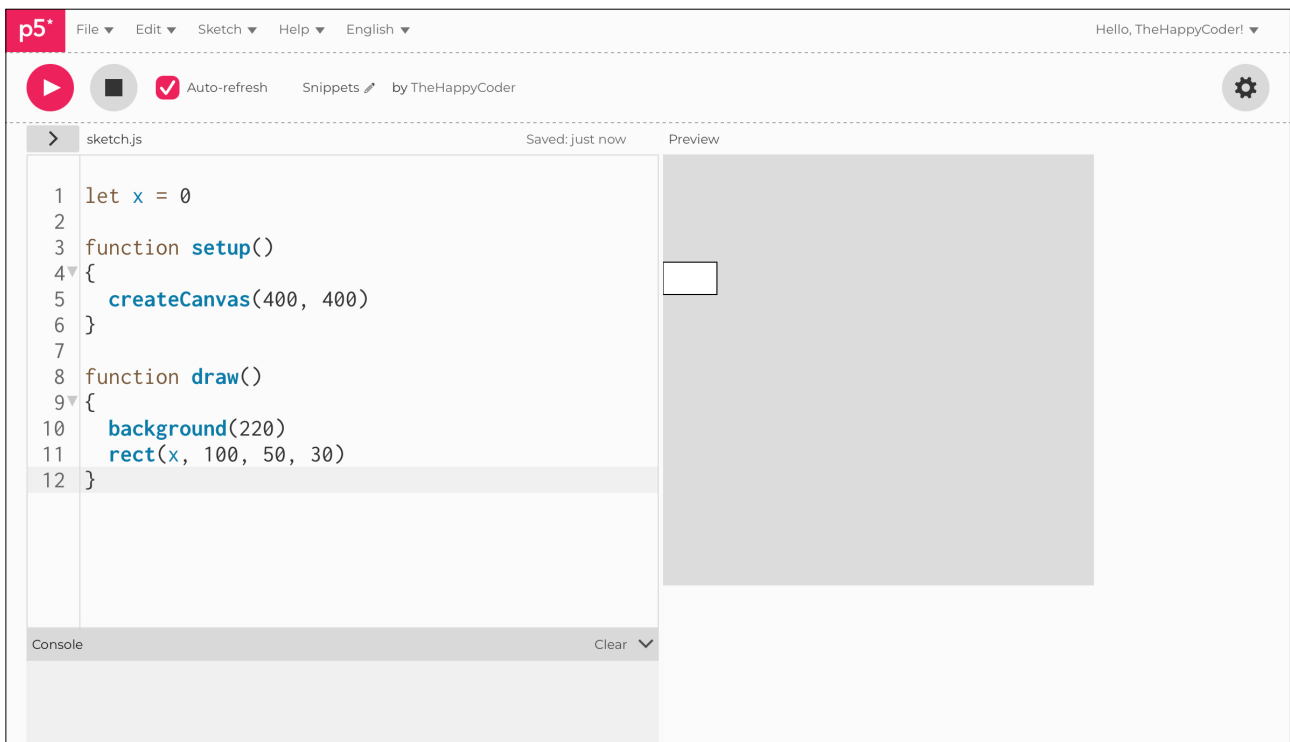 p5* File Edit Sketch Help English Hello, TheHappyCoder!
Auto-refresh Snippets by TheHappyCoder
sketch.js Saved: just now Preview
1 let x = 0
2
3 function setup()
4 {
5 createCanvas(400, 400)
6 }
7
8 function draw()
9 {
10 background(220)
11 rect(x, 100, 50, 30)
12 }
Console Clear